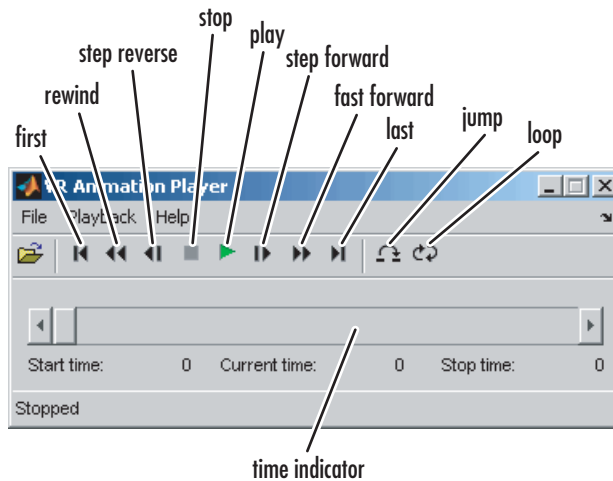 stop
play
step reverse
step forward
rewind
fast forward
jump
first
last
loop
VR Animation Player
File Playback Help
Start time: 0 Current time: 0 Stop time: 0
Stopped
time indicator